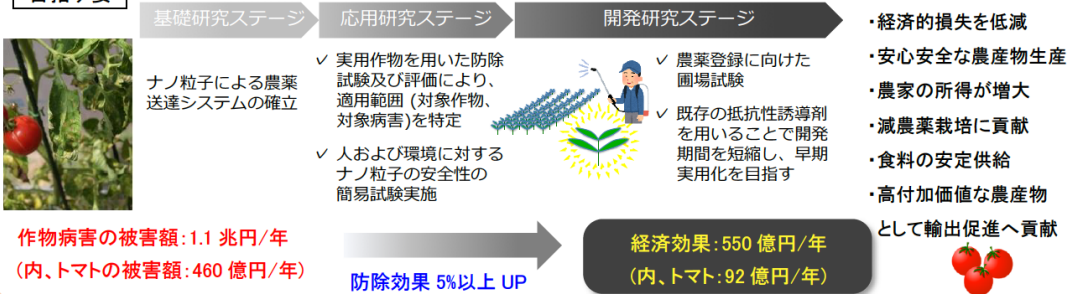 基礎研究ステージ
応用研究ステージ
開発研究ステージ
ナノ粒子による農薬
送達システムの確立
✓ 実用作物を用いた防除
試験及び評価により、
適用範囲 (対象作物、
対象病害)を特定
✓ 人および環境に対する
ナノ粒子の安全性の
簡易試験実施
✓ 農薬登録に向けた
圃場試験
✓ 既存の抵抗性誘導剤
を用いることで開発
期間を短縮し、早期
実用化を目指す
・経済的損失を低減
・安心安全な農産物生産
・農家の所得が増大
・減農薬栽培に貢献
・食料の安定供給
・高付加価値な農産物
として輸出促進へ貢献
作物病害の被害額：1.1 兆円/年
（内、トマトの被害額：460 億円/年）
防除効果 5%以上 UP
経済効果：550 億円/年
（内、トマト：92 億円/年）